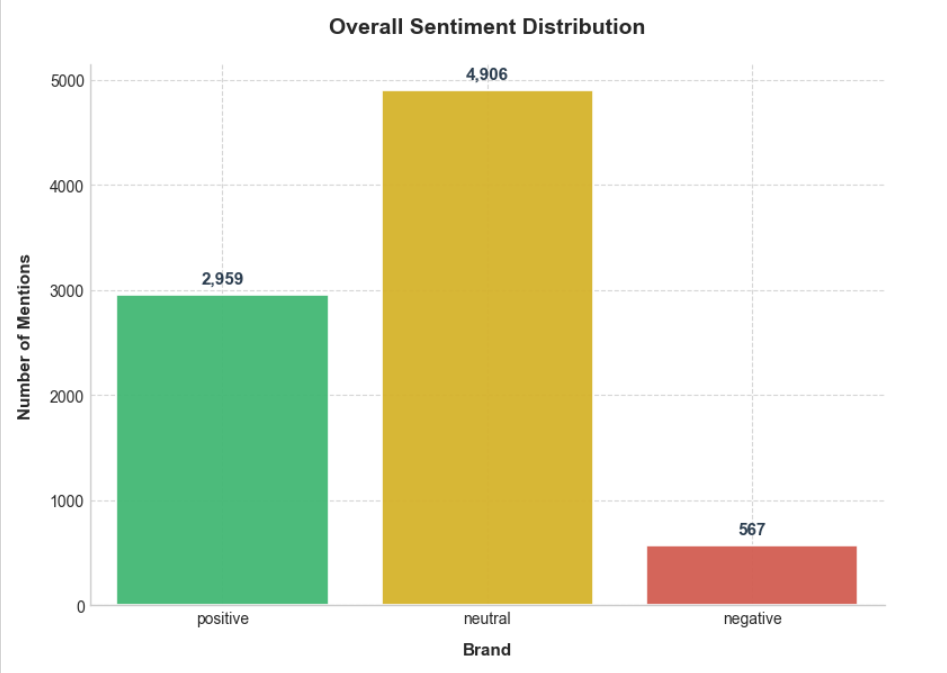 Overall Sentiment Distribution
5000
4,906
4000
3000
2,959
2000
1000
567
0
Number of Mentions
positive neutral negative
Brand